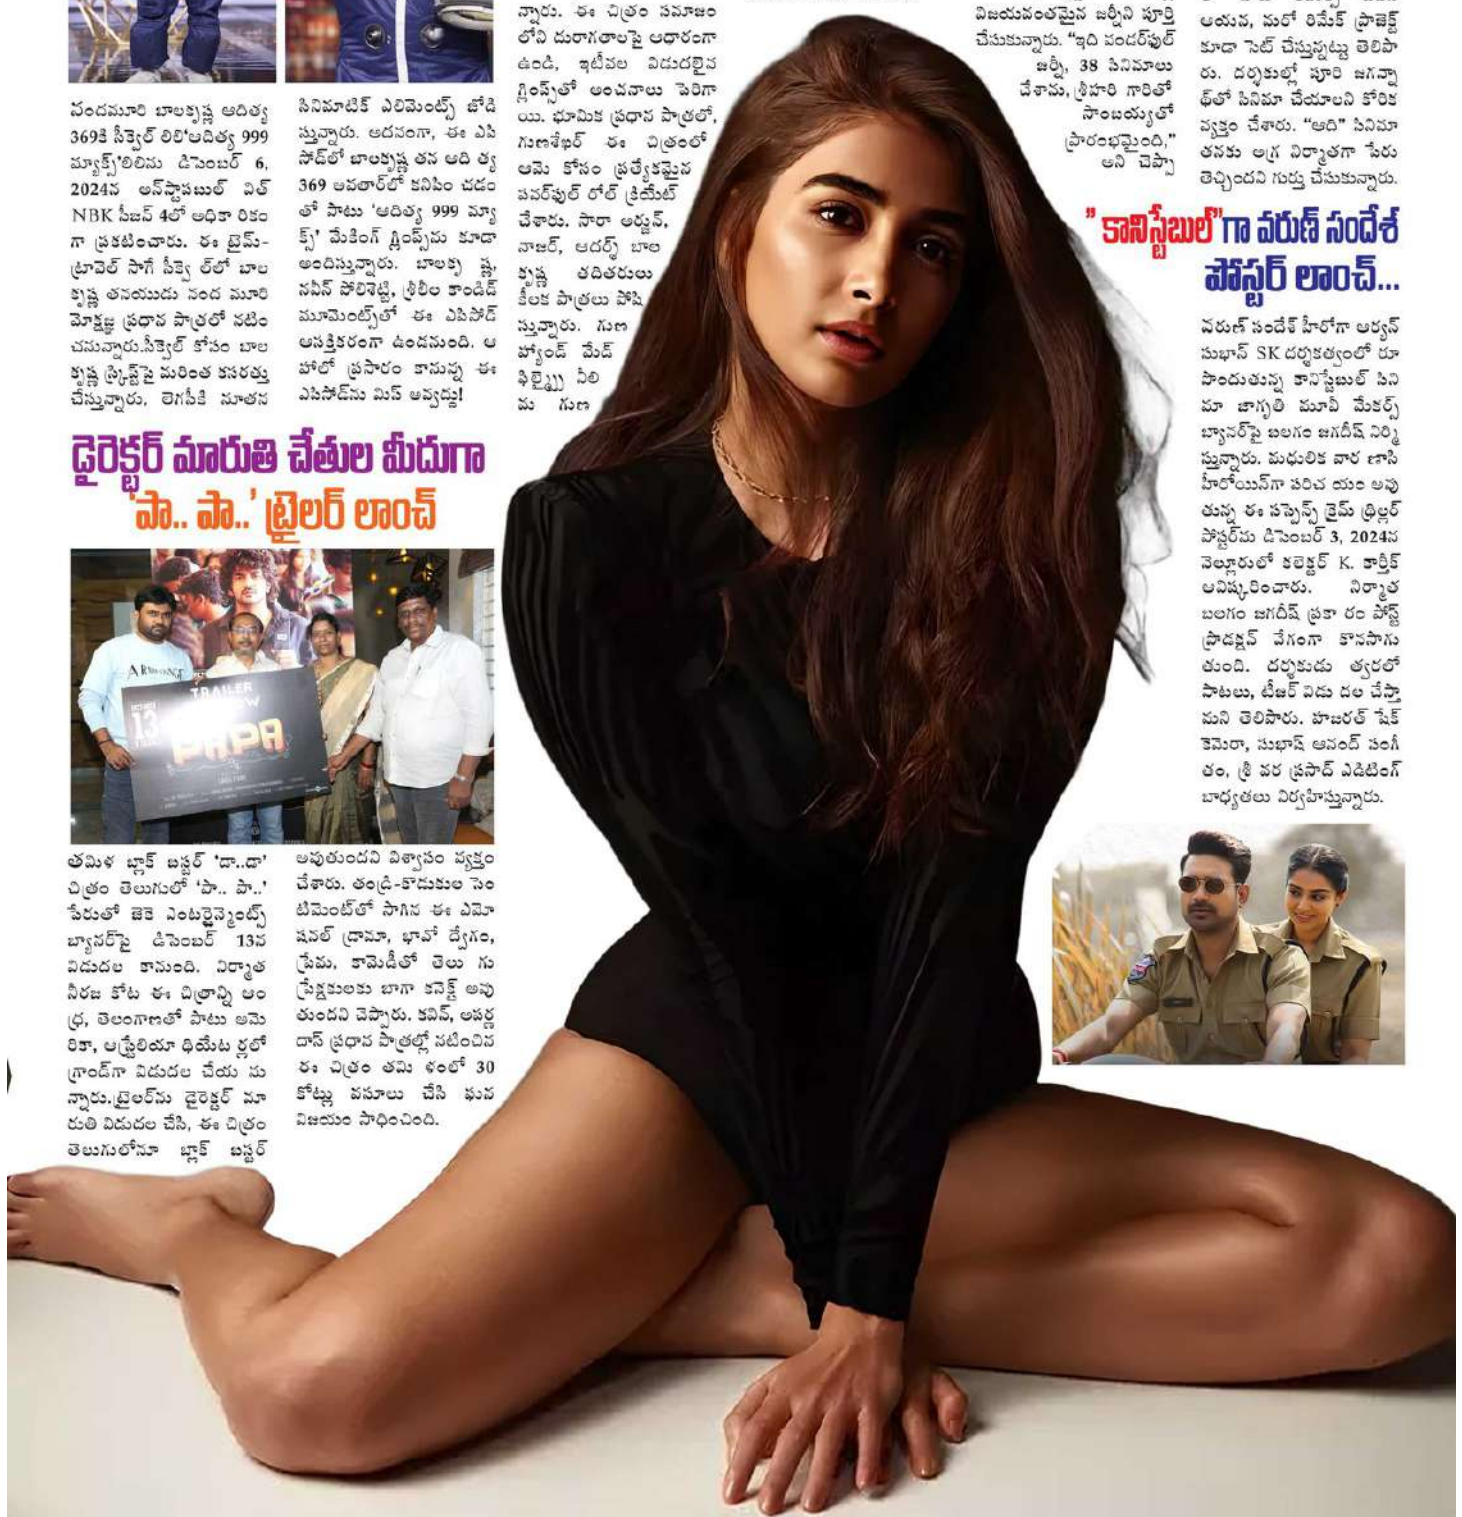 వందమూరి బాలకృష్ణ ఆదిత్య
369కి సీక్వెల్ లిలి'ఆదిత్య 999
మ్యాక్స్'లిలిను డిసెంబర్ 6,
2024న అన్‌స్టాపబుల్ విత్
NBK సీజన్ 4లో అధికా రికం
గా ప్రకటించారు. ఈ టైమ్-
ట్రావెల్ సాగే సీక్వె ల్‌లో బాల
కృష్ణ తనయుడు నంద మూరి
మోక్షజ్ఞ ప్రధాన పాత్రలో నటిం
చనున్నారు.సీక్వెల్ కోసం బాల
కృష్ణ స్క్రిప్ట్‌పై మరింత కసరత్తు
చేస్తున్నారు, లెగసీకి నూతన
సినిమాటిక్ ఎలిమెంట్స్ జోడి
స్తున్నారు. అదనంగా, ఈ ఎపి
సోడ్‌లో బాలకృష్ణ తన ఆది త్య
369 అవతార్‌లో కనిపిం చడం
తో పాటు 'ఆదిత్య 999 మ్యా
క్స్' మేకింగ్ గ్లింప్స్‌ను కూడా
అందిస్తున్నారు. బాలకృ ష్ణ,
నవీన్ పోలిశెట్టి, శ్రీలీల కాండిడ్
మూమెంట్స్‌తో ఈ ఎపిసోడ్
ఆసక్తికరంగా ఉండనుంది. ఆ
హాలో ప్రసారం కానున్న ఈ
ఎపిసోడ్‌ను మిస్ అవ్వద్దు!
డైరెక్టర్ మారుతి చేతుల మీదుగా
'పా.. పా..' ట్రైలర్ లాంచ్
ARRANGE
TRAILER
13
PAPA
తమిళ బ్లాక్ బస్టర్ 'డా..డా'
చిత్రం తెలుగులో 'పా.. పా..'
పేరుతో జెకె ఎంటర్టైన్మెంట్స్
బ్యానర్‌పై డిసెంబర్ 13న
విడుదల కానుంది. నిర్మాత
నీరజ కోట ఈ చిత్రాన్ని ఆం
ధ్ర, తెలంగాణతో పాటు అమె
రికా, ఆస్ట్రేలియా థియేట ర్లలో
గ్రాండ్‌గా విడుదల చేయ ను
న్నారు.ట్రైలర్‌ను డైరెక్టర్ మా
రుతి విడుదల చేసి, ఈ చిత్రం
తెలుగులోనూ బ్లాక్ బస్టర్
అవుతుందని విశ్వాసం వ్యక్తం
చేశారు. తండ్రి-కొడుకుల సెం
టిమెంట్‌తో సాగిన ఈ ఎమో
షనల్ డ్రామా, భావో ద్వేగం,
ప్రేమ, కామెడీతో తెలు గు
ప్రేక్షకులకు బాగా కనెక్ట్ అవు
తుందని చెప్పారు. కవిన్, అపర్ణ
దాస్ ప్రధాన పాత్రల్లో నటించిన
ఈ చిత్రం తమి ళంలో 30
కోట్లు వసూలు చేసి ఘన
విజయం సాధించింది.
న్నారు. ఈ చిత్రం సమాజం
లోని దురాగతాలపై ఆధారంగా
ఉండి, ఇటీవల విడుదలైన
గ్లింప్స్‌తో అంచనాలు పెరిగా
యి. భూమిక ప్రధాన పాత్రలో,
గుణశేఖర్ ఈ చిత్రంలో
ఆమె కోసం ప్రత్యేకమైన
పవర్‌ఫుల్ రోల్ క్రియేట్
చేశారు. సారా అర్జున్,
నాజర్, ఆదర్శ్ బాల
కృష్ణ తదితరులు
కీలక పాత్రలు పోషి
స్తున్నారు. గుణ
హ్యాండ్ మేడ్
ఫిల్మ్స్ నీలి
మ గుణ
విజయవంతమైన జర్నీని పూర్తి
చేసుకున్నారు. "ఇది వండర్‌ఫుల్
జర్నీ, 38 సినిమాలు
చేశాను, శ్రీహరి గారితో
సాంబయ్యతో
ప్రారంభమైంది,"
అని చెప్పా
ఆయన, మరో రీమేక్ ప్రాజెక్ట్
కూడా సెట్ చేస్తున్నట్టు తెలిపా
రు. దర్శకుల్లో పూరి జగన్నా
థ్‌తో సినిమా చేయాలని కోరిక
వ్యక్తం చేశారు. "ఆది" సినిమా
తనకు అగ్ర నిర్మాతగా పేరు
తెచ్చిందని గుర్తు చేసుకున్నారు.
"కానిస్టేబుల్"గా వరుణ్ సందేశ్
పోస్టర్ లాంచ్...
వరుణ్ సందేశ్ హీరోగా ఆర్యన్
సుభాన్ SK దర్శకత్వంలో రూ
పొందుతున్న కానిస్టేబుల్ సిని
మా జాగృతి మూవీ మేకర్స్
బ్యానర్‌పై బలగం జగదీష్ నిర్మి
స్తున్నారు. మధులిక వార ణాసి
హీరోయిన్‌గా పరిచ యం అవు
తున్న ఈ సస్పెన్స్ క్రైమ్ థ్రిల్లర్
పోస్టర్‌ను డిసెంబర్ 3, 2024న
వెల్లూరులో కలెక్టర్ K. కార్తీక్
ఆవిష్కరించారు. నిర్మాత
బలగం జగదీష్ ప్రకా రం పోస్ట్
ప్రొడక్షన్ వేగంగా కొనసాగు
తుంది. దర్శకుడు త్వరలో
పాటలు, టీజర్ విడు దల చేస్తా
మని తెలిపారు. హజరత్ షేక్
కెమెరా, సుభాష్ ఆనంద్ సంగీ
తం, శ్రీ వర ప్రసాద్ ఎడిటింగ్
బాధ్యతలు నిర్వహిస్తున్నారు.